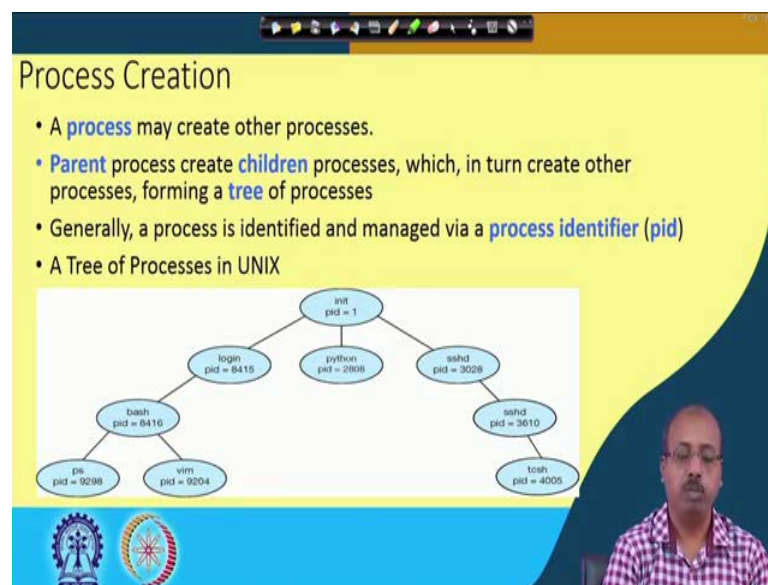 Process Creation
• A process may create other processes.
• Parent process create children processes, which, in turn create other
processes, forming a tree of processes
• Generally, a process is identified and managed via a process identifier (pid)
• A Tree of Processes in UNIX
init
pid = 1
login
pid = 8415
python
pid = 2808
sshd
pid = 3028
bash
pid = 8416
sshd
pid = 3610
ps
pid = 9298
vim
pid = 9204
tcsh
pid = 4005